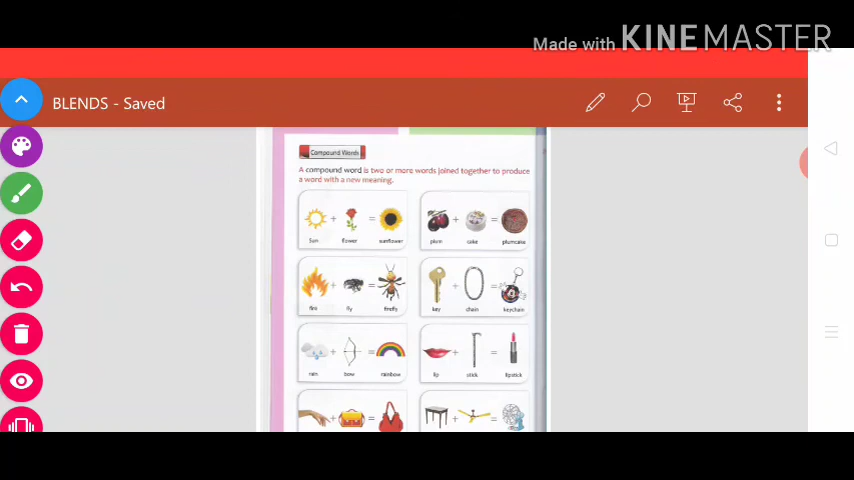 Made with KINEMASTER
BLENDS - Saved
Compound Words
A compound word is two or more words joined together to produce
a word with a new meaning.
Sun + flower = sunflower
plum + cake = plumcake
fire + fly = firefly
key + chain = keychain
rain + bow = rainbow
lip + stick = lipstick
+ =
+ =